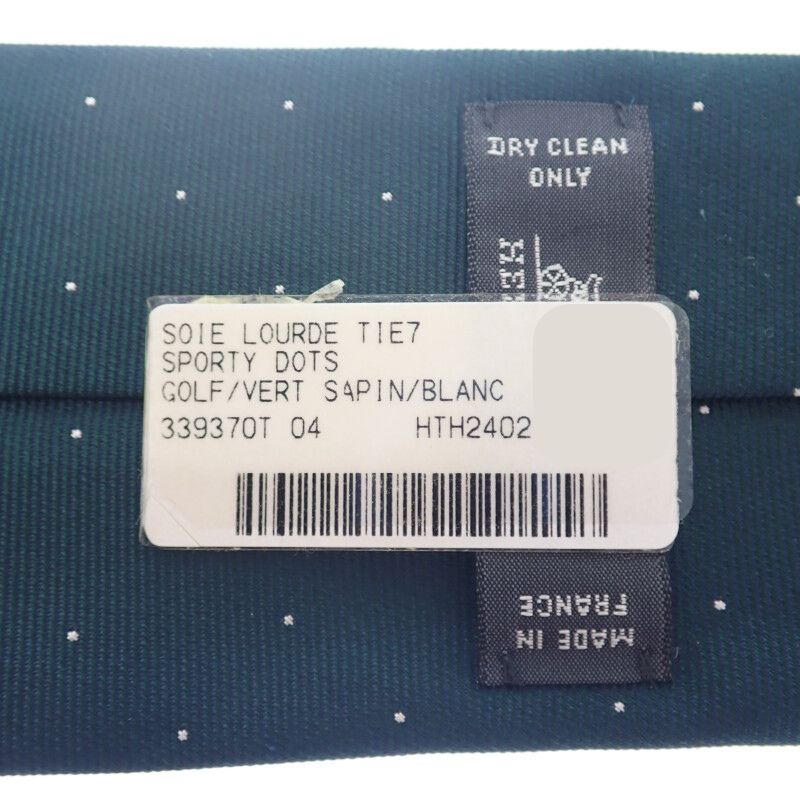 DRY CLEAN
ONLY
SOIE LOURDE TIE7
SPORTY DOTS
GOLF/VERT SAPIN/BLANC
339370T 04 HTH2402
MADE IN
FRANCE